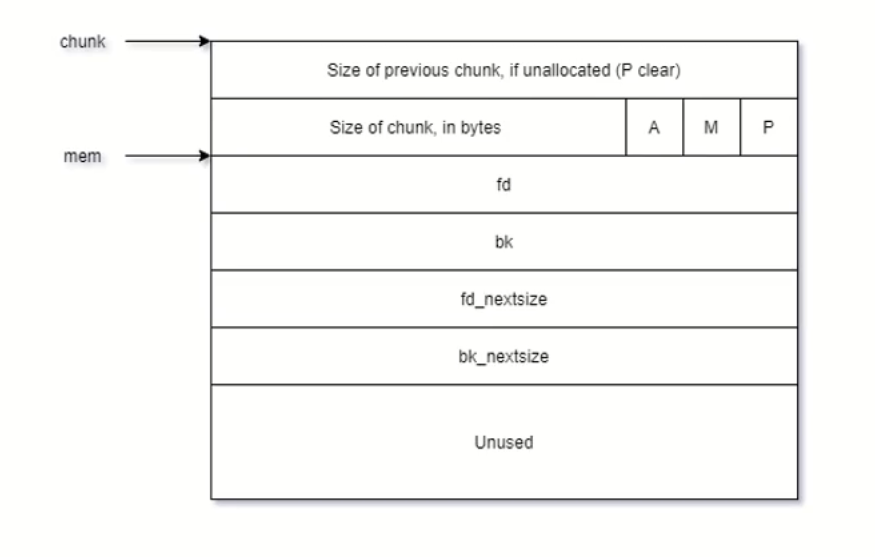 chunk
Size of previous chunk, if unallocated (P clear)
Size of chunk, in bytes
A
M
P
mem
fd
bk
fd_nextsize
bk_nextsize
Unused